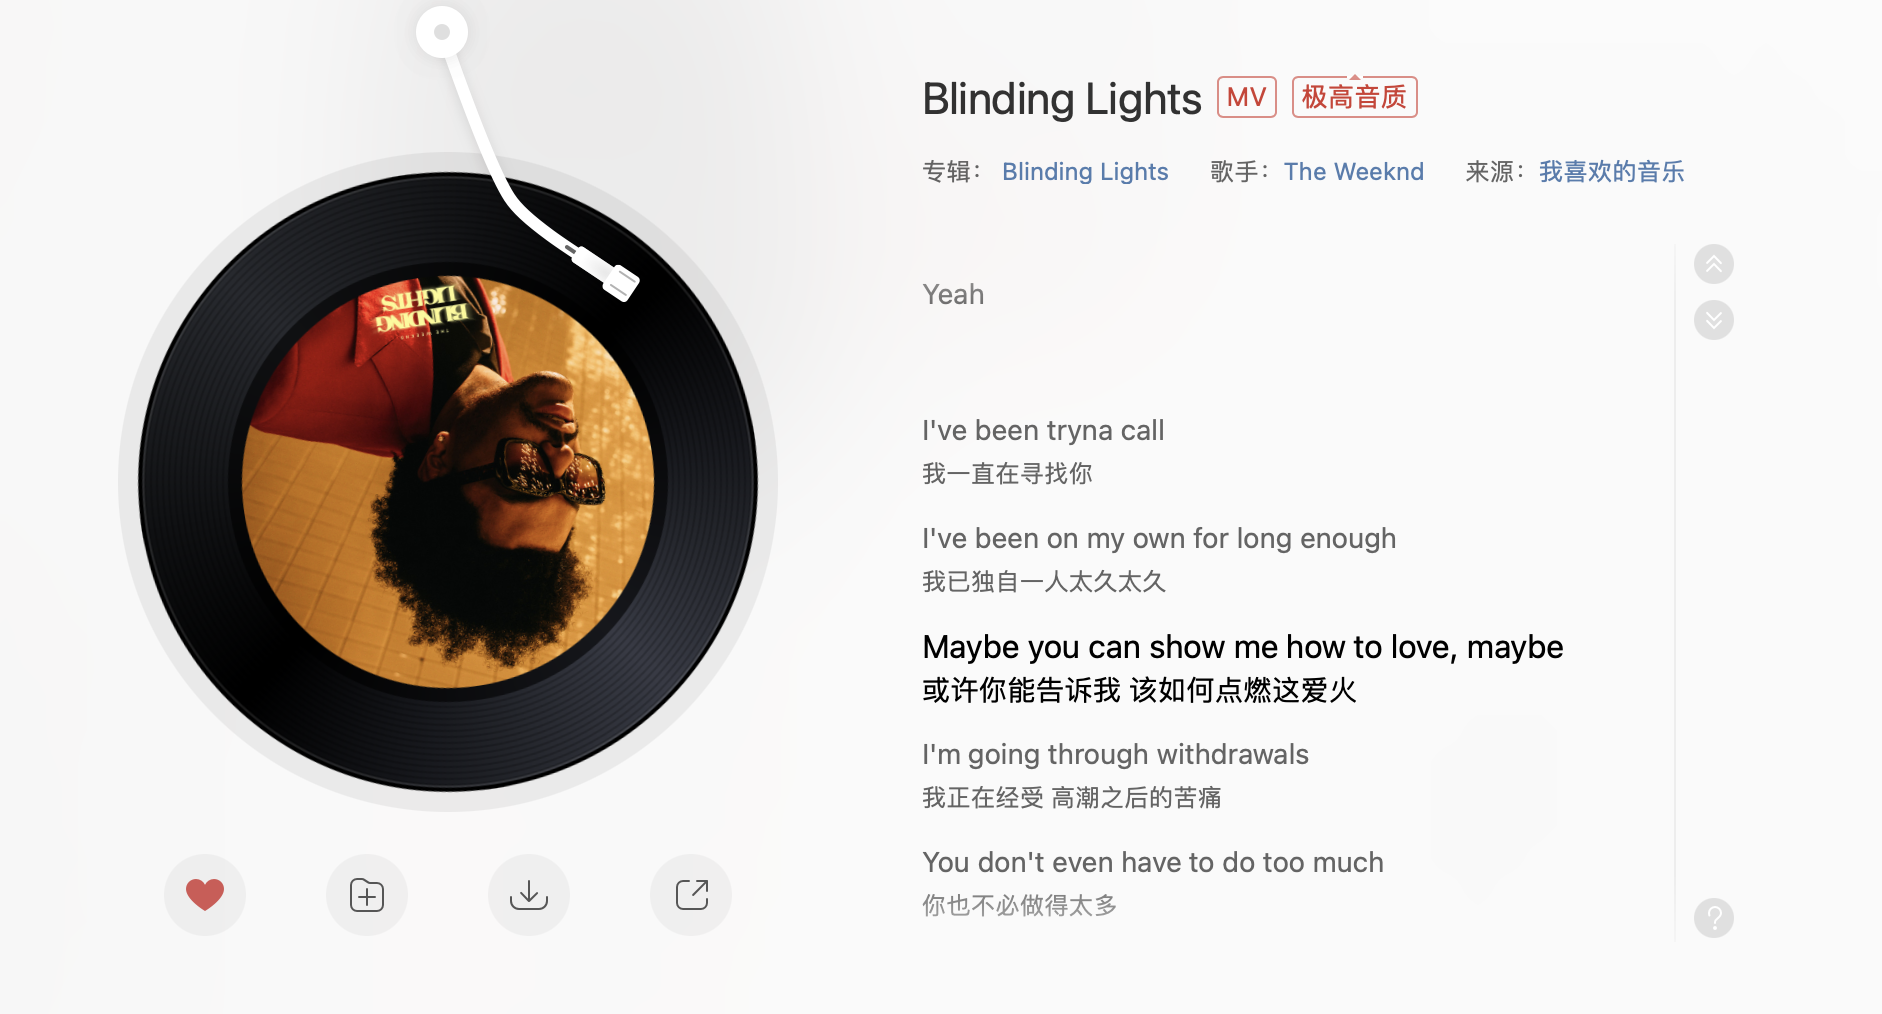 Blinding Lights MV 极高音质
专辑： Blinding Lights 歌手：The Weeknd 来源：我喜欢的音乐
BLINDING
LIGHTS
THE WEEKND
Yeah
I've been tryna call
我一直在寻找你
I've been on my own for long enough
我已独自一人太久太久
Maybe you can show me how to love, maybe
或许你能告诉我 该如何点燃这爱火
I'm going through withdrawals
我正在经受 高潮之后的苦痛
You don't even have to do too much
你也不必做得太多
?